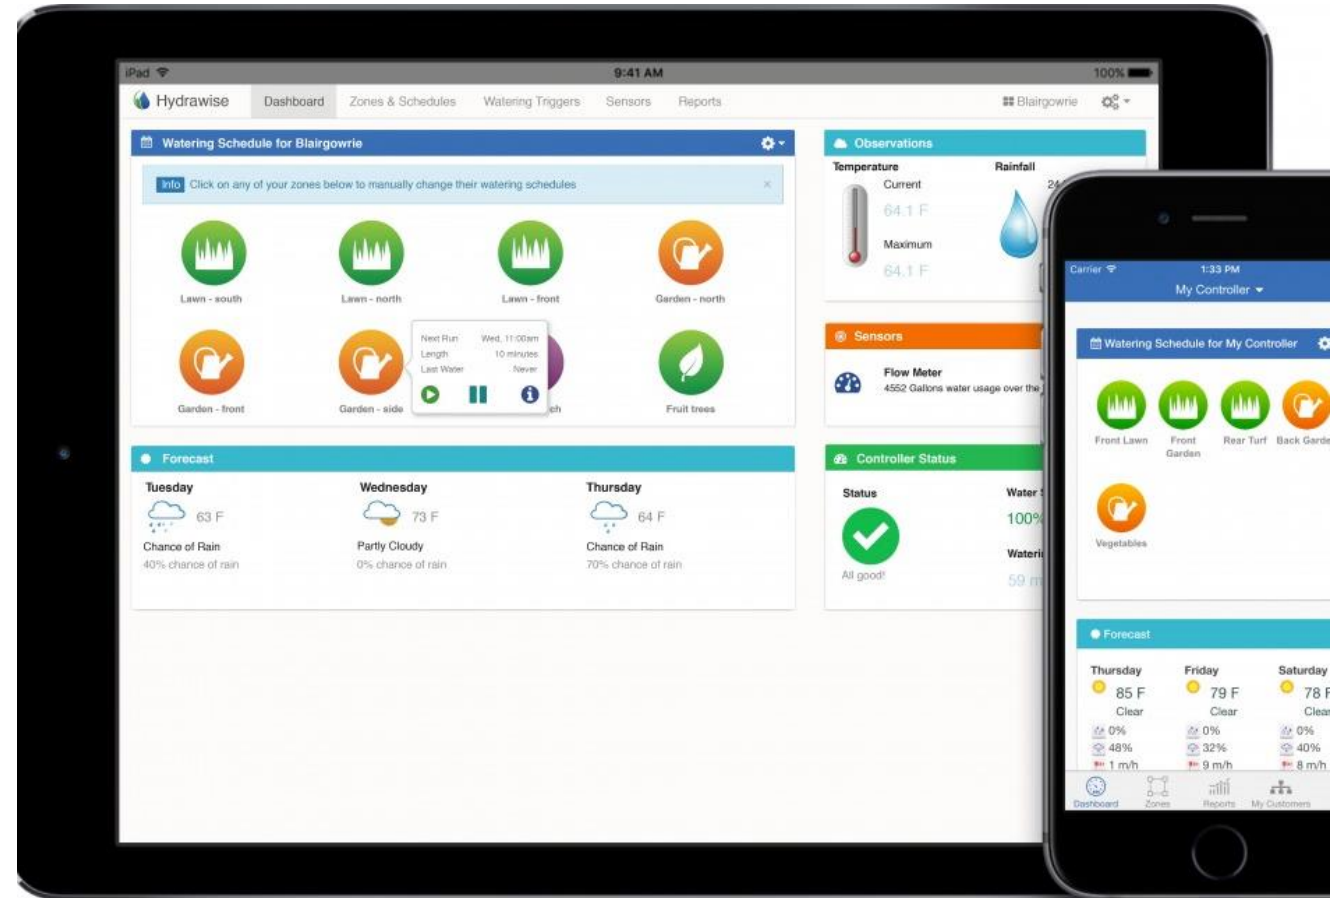 iPad 9:41 AM 100%
Hydrawise Dashboard Zones & Schedules Watering Triggers Sensors Reports Blairgowrie
Watering Schedule for Blairgowrie
Info Click on any of your zones below to manually change their watering schedules ×
Lawn - south Lawn - north Lawn - front Garden - north
Next Run Wed, 11:00am
Length 10 minutes
Last Water Never
Garden - front Garden - side ch Fruit trees
Forecast
Tuesday Wednesday Thursday
63 F 73 F 64 F
Chance of Rain Partly Cloudy Chance of Rain
40% chance of rain 0% chance of rain 70% chance of rain
Observations
Temperature Rainfall
Current 24
64.1 F
Maximum
64.1 F
Sensors
Flow Meter
4552 Gallons water usage over the
Controller Status
Status Water
100%
Wateri
All good! 59 m
Carrier 1:33 PM
My Controller
Watering Schedule for My Controller
Front Lawn Front Garden Rear Turf Back Garde
Vegetables
Forecast
Thursday Friday Saturday
85 F 79 F 78 F
Clear Clear Clear
0% 0% 0%
48% 32% 40%
1 m/h 9 m/h 8 m/h
Dashboard Zones Reports My Customers